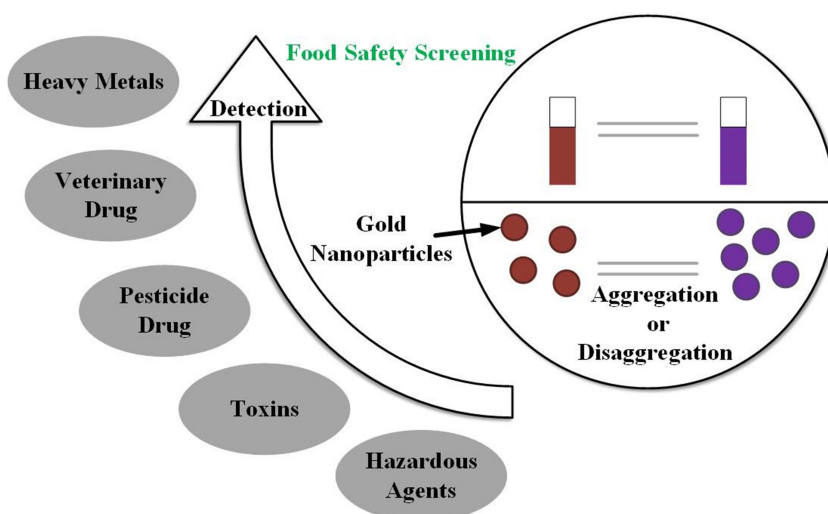 Food Safety Screening
Heavy Metals
Detection
Veterinary
Drug
Gold
Nanoparticles
Pesticide
Drug
Aggregation
or
Disaggregation
Toxins
Hazardous
Agents